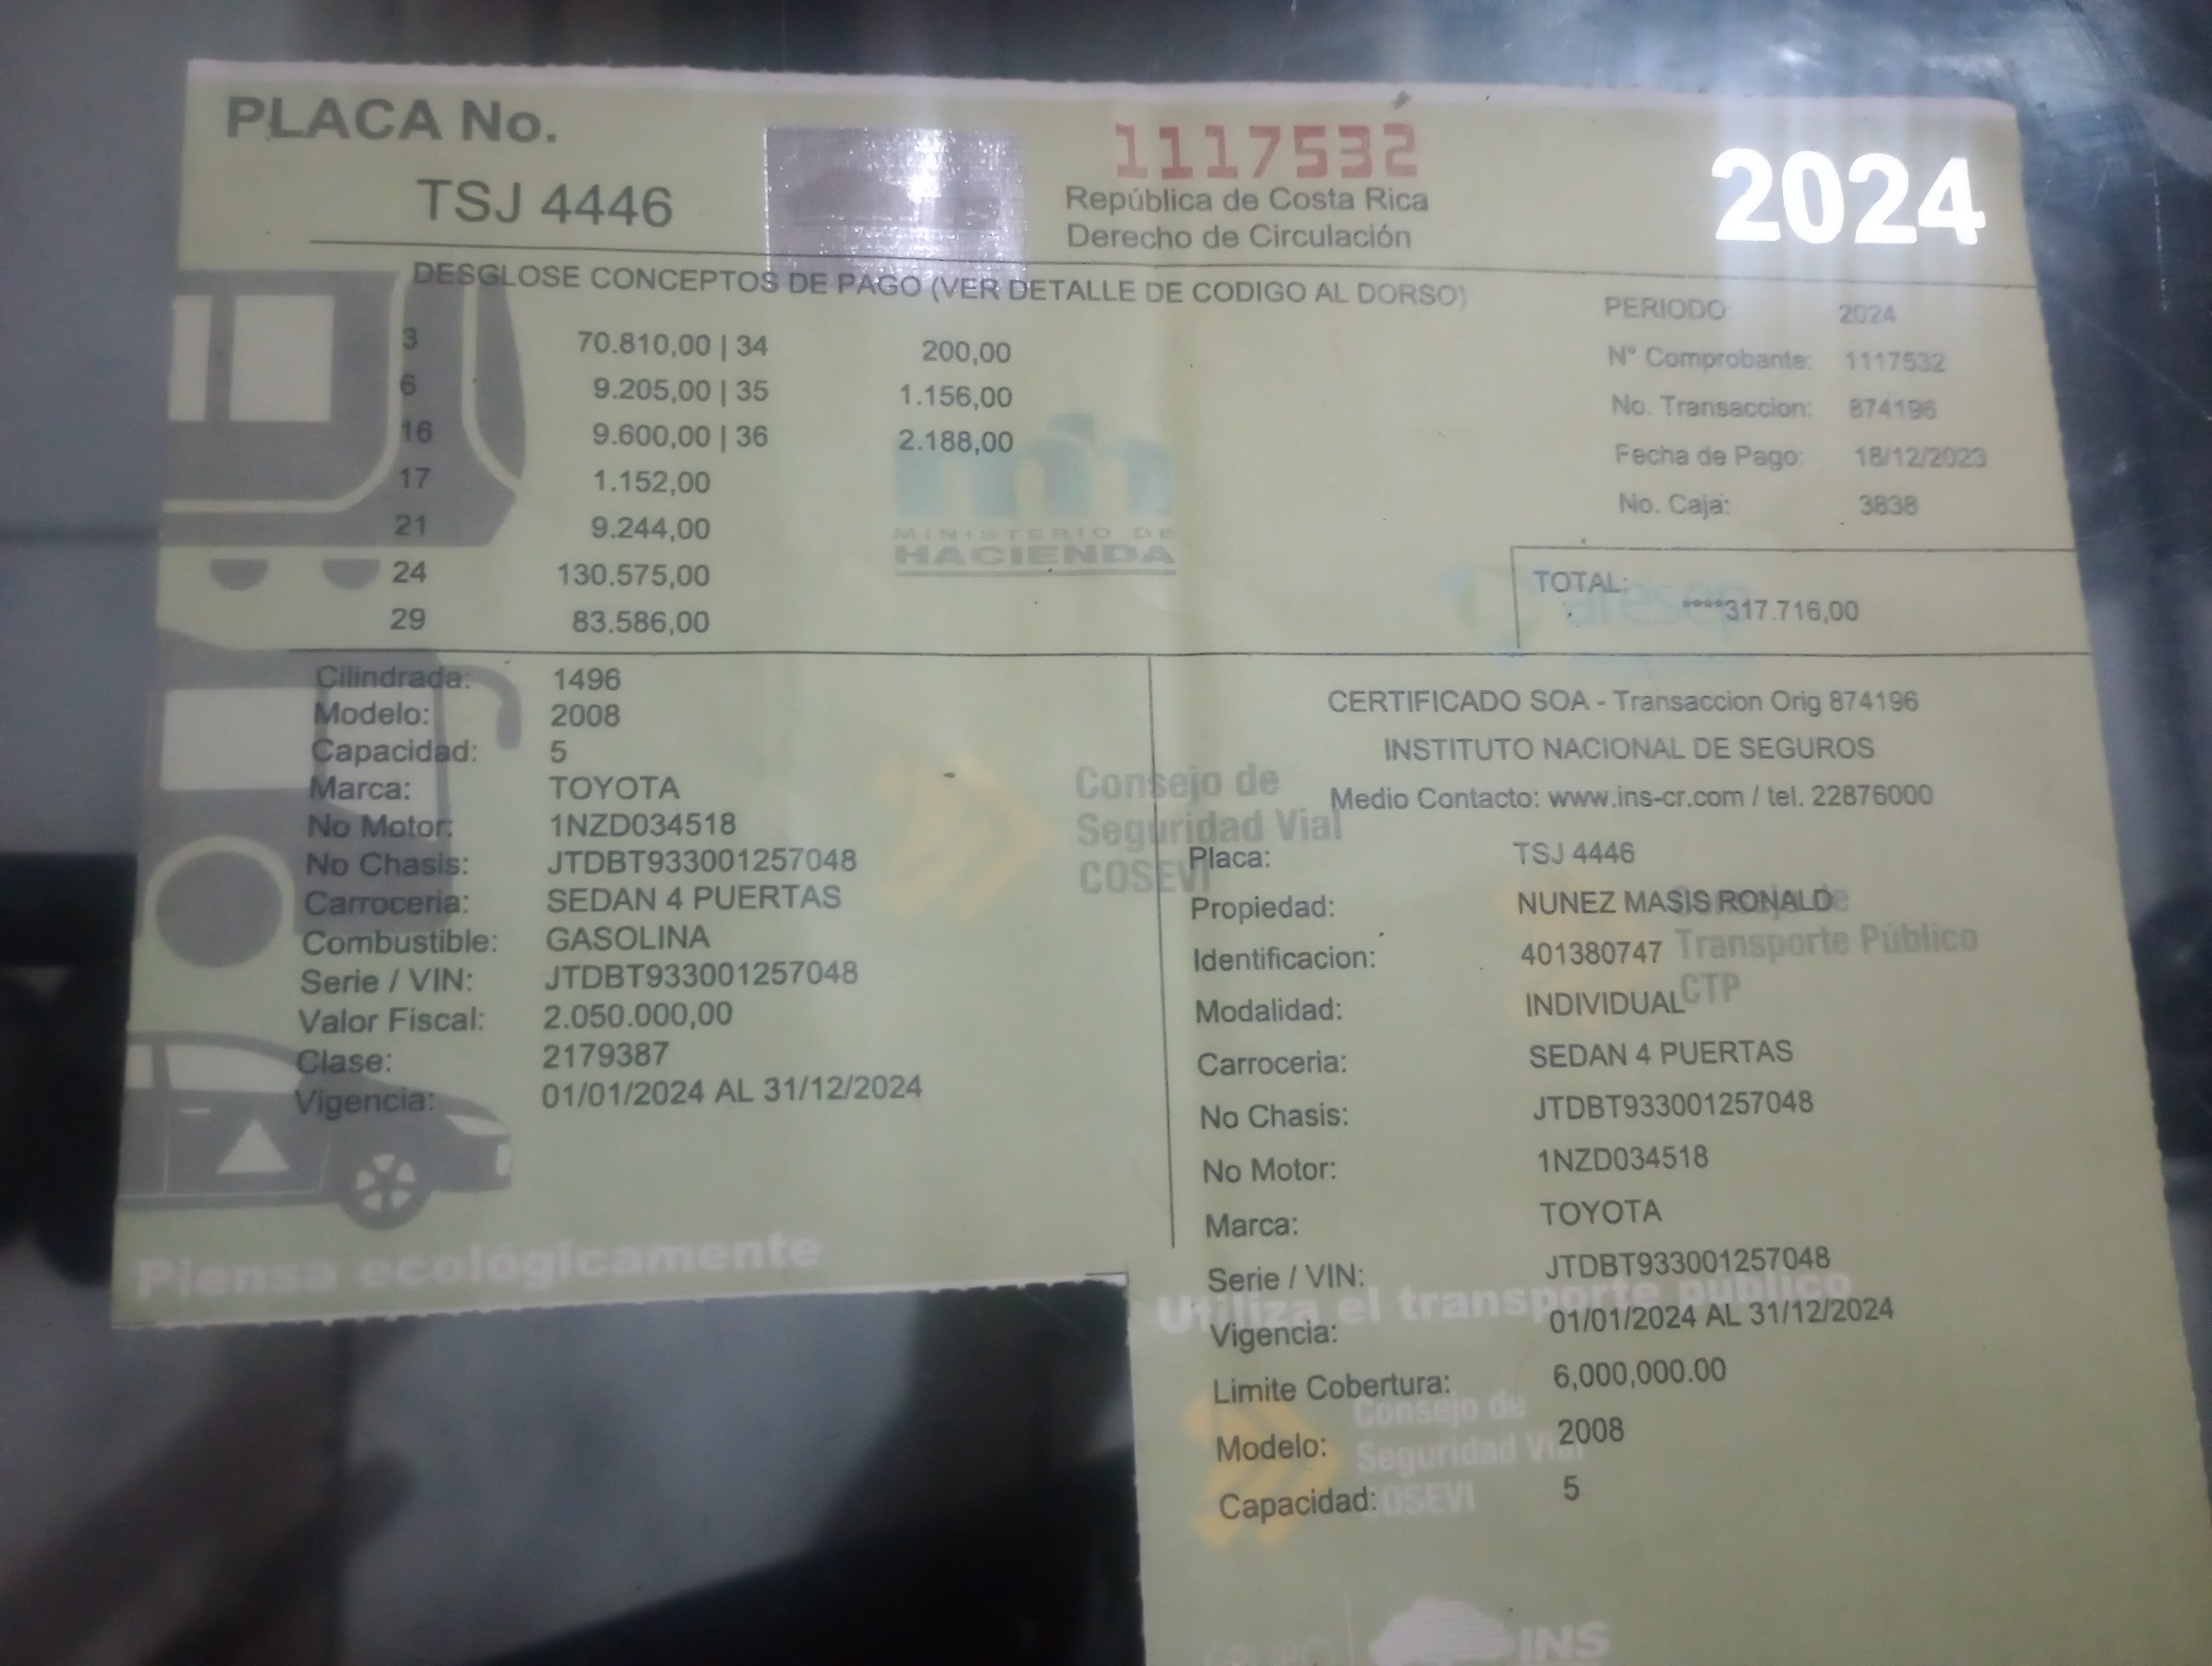 PLACA No.
TSJ 4446
1117532
República de Costa Rica
Derecho de Circulación
2024
DESGLOSE CONCEPTOS DE PAGO (VER DETALLE DE CODIGO AL DORSO)
3 70.810,00 | 34 200,00
6 9.205,00 | 35 1.156,00
16 9.600,00 | 36 2.188,00
17 1.152,00
21 9.244,00
24 130.575,00
29 83.586,00
MINISTERIO DE
HACIENDA
PERIODO: 2024
N° Comprobante: 1117532
No. Transaccion: 874196
Fecha de Pago: 18/12/2023
No. Caja: 3838
TOTAL:
****317.716,00
aresep
Cilindrada: 1496
Modelo: 2008
Capacidad: 5
Marca: TOYOTA
No Motor: 1NZD034518
No Chasis: JTDBT933001257048
Carroceria: SEDAN 4 PUERTAS
Combustible: GASOLINA
Serie / VIN: JTDBT933001257048
Valor Fiscal: 2.050.000,00
Clase: 2179387
Vigencia: 01/01/2024 AL 31/12/2024
Piensa ecológicamente
Consejo de
Seguridad Vial
COSEVI
CERTIFICADO SOA - Transaccion Orig 874196
INSTITUTO NACIONAL DE SEGUROS
Medio Contacto: www.ins-cr.com / tel. 22876000
Placa: TSJ 4446
Propiedad: NUNEZ MASIS RONALD
Identificacion: 401380747
Modalidad: INDIVIDUAL
Carroceria: SEDAN 4 PUERTAS
No Chasis: JTDBT933001257048
No Motor: 1NZD034518
Marca: TOYOTA
Serie / VIN: JTDBT933001257048
Vigencia: 01/01/2024 AL 31/12/2024
Limite Cobertura: 6,000,000.00
Modelo: 2008
Capacidad: 5
Consejo de
Transporte Público
CTP
Utiliza el transporte público
Consejo de
Seguridad Vial
COSEVI
GRUPO INS